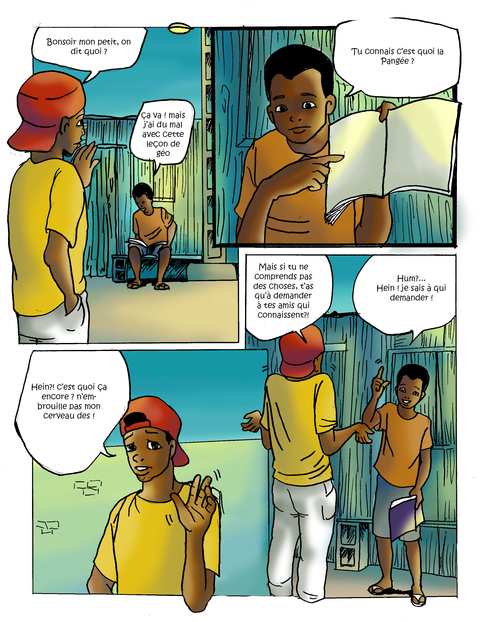 Bonsoir mon petit, on
dit quoi ?
Ça va ! mais
j'ai du mal
avec cette
leçon de
géo
Tu connais c'est quoi la
Pangée ?
Hein?! c'est quoi ça
encore ? n'em-
brouille pas mon
cerveau des !
Mais si tu ne
comprends pas
des choses, t'as
qu'à demander
à tes amis qui
connaissent?!
Hum?...
Hein ! je sais à qui
demander !